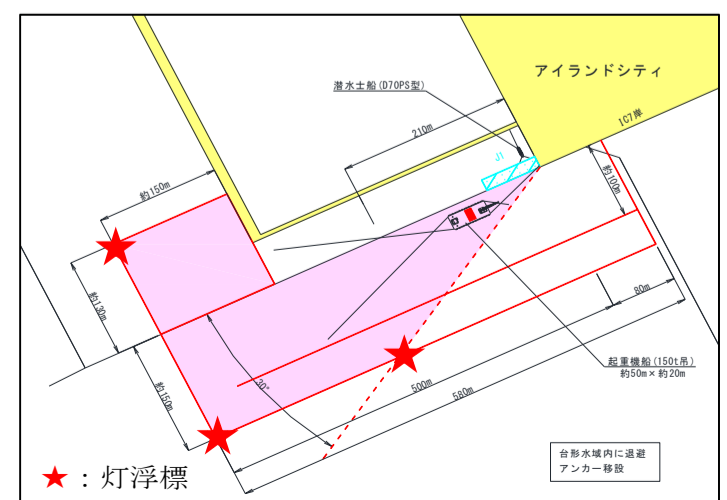 アイランドシティ
潜水士船(D70PS型)
1C7岸
210m
J1
約150m
約100m
約130m
80m
30°
約150m
500m
580m
起重機船(150t吊)
約50m×約20m
台形水域内に退避
アンカー移設
★：灯浮標